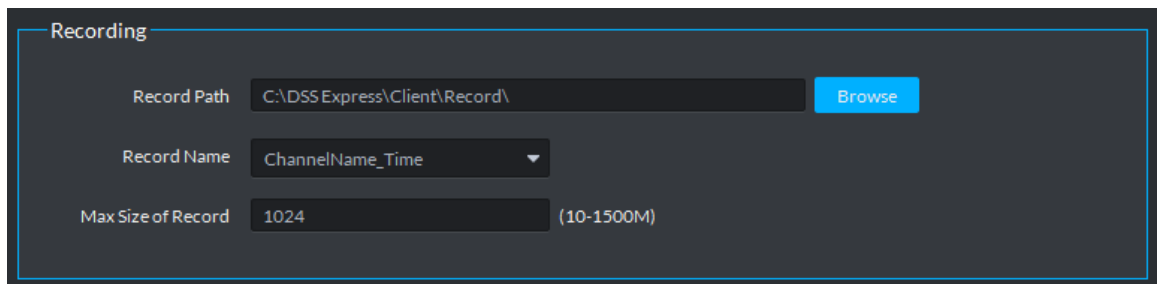 Recording
Record Path C:\DSS Express\Client\Record\ Browse
Record Name ChannelName_Time
Max Size of Record 1024 (10-1500M)